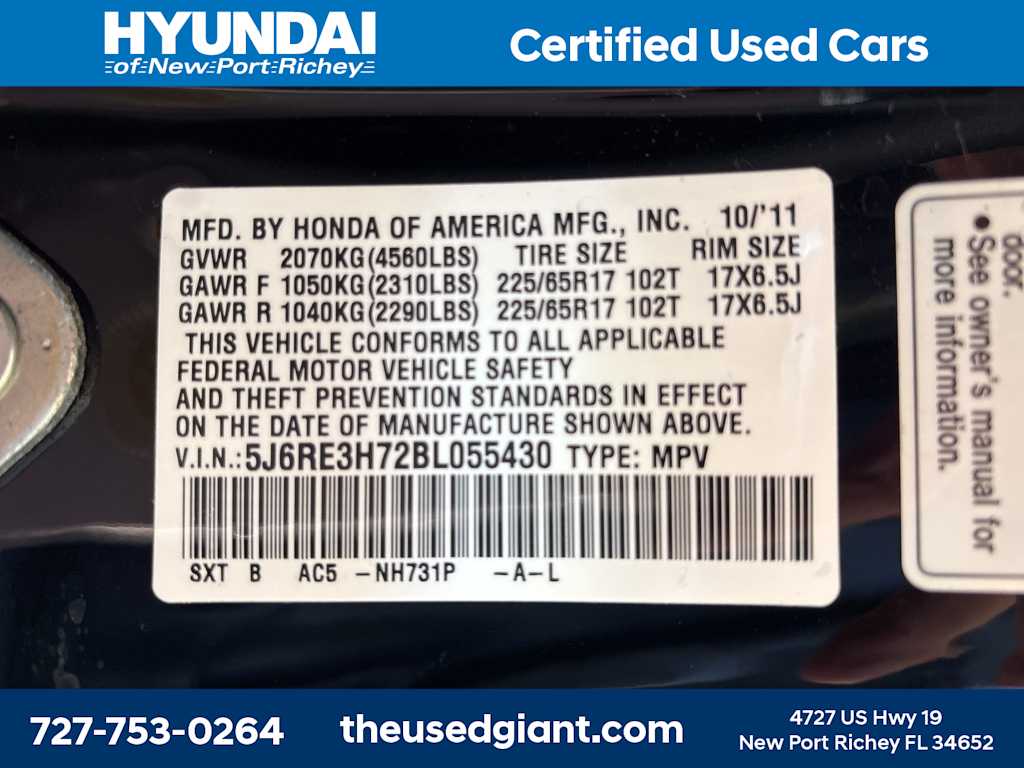 HYUNDAI
of New Port Richey
Certified Used Cars
MFD. BY HONDA OF AMERICA MFG., INC. 10/'11
GVWR 2070KG(4560LBS) TIRE SIZE RIM SIZE
GAWR F 1050KG(2310LBS) 225/65R17 102T 17X6.5J
GAWR R 1040KG(2290LBS) 225/65R17 102T 17X6.5J
THIS VEHICLE CONFORMS TO ALL APPLICABLE
FEDERAL MOTOR VEHICLE SAFETY
AND THEFT PREVENTION STANDARDS IN EFFECT
ON THE DATE OF MANUFACTURE SHOWN ABOVE.
V.I.N.:5J6RE3H72BL055430 TYPE: MPV
SXT B AC5 -NH731P -A-L
door.
•See owner's manual for
more information.
727-753-0264
theusedgiant.com
4727 US Hwy 19
New Port Richey FL 34652